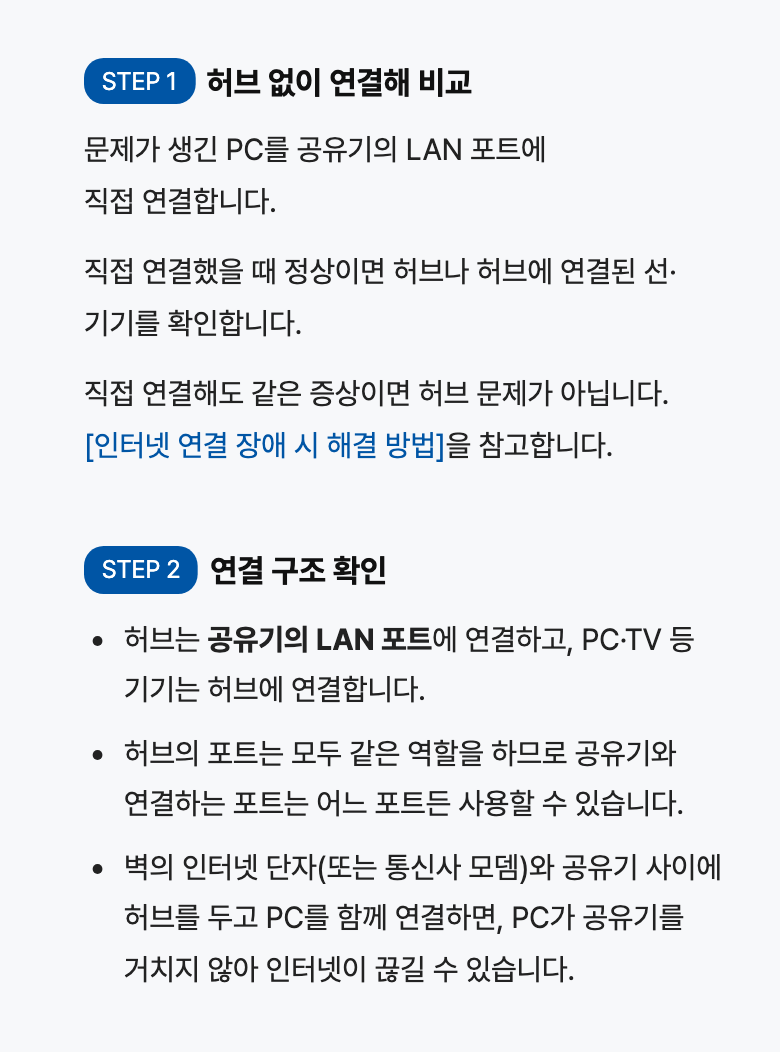 STEP 1 허브 없이 연결해 비교
문제가 생긴 PC를 공유기의 LAN 포트에
직접 연결합니다.
직접 연결했을 때 정상이면 허브나 허브에 연결된 선·
기기를 확인합니다.
직접 연결해도 같은 증상이면 허브 문제가 아닙니다.
[인터넷 연결 장애 시 해결 방법]을 참고합니다.
STEP 2 연결 구조 확인
• 허브는 공유기의 LAN 포트에 연결하고, PC·TV 등
기기는 허브에 연결합니다.
• 허브의 포트는 모두 같은 역할을 하므로 공유기와
연결하는 포트는 어느 포트든 사용할 수 있습니다.
• 벽의 인터넷 단자(또는 통신사 모뎀)와 공유기 사이에
허브를 두고 PC를 함께 연결하면, PC가 공유기를
거치지 않아 인터넷이 끊길 수 있습니다.